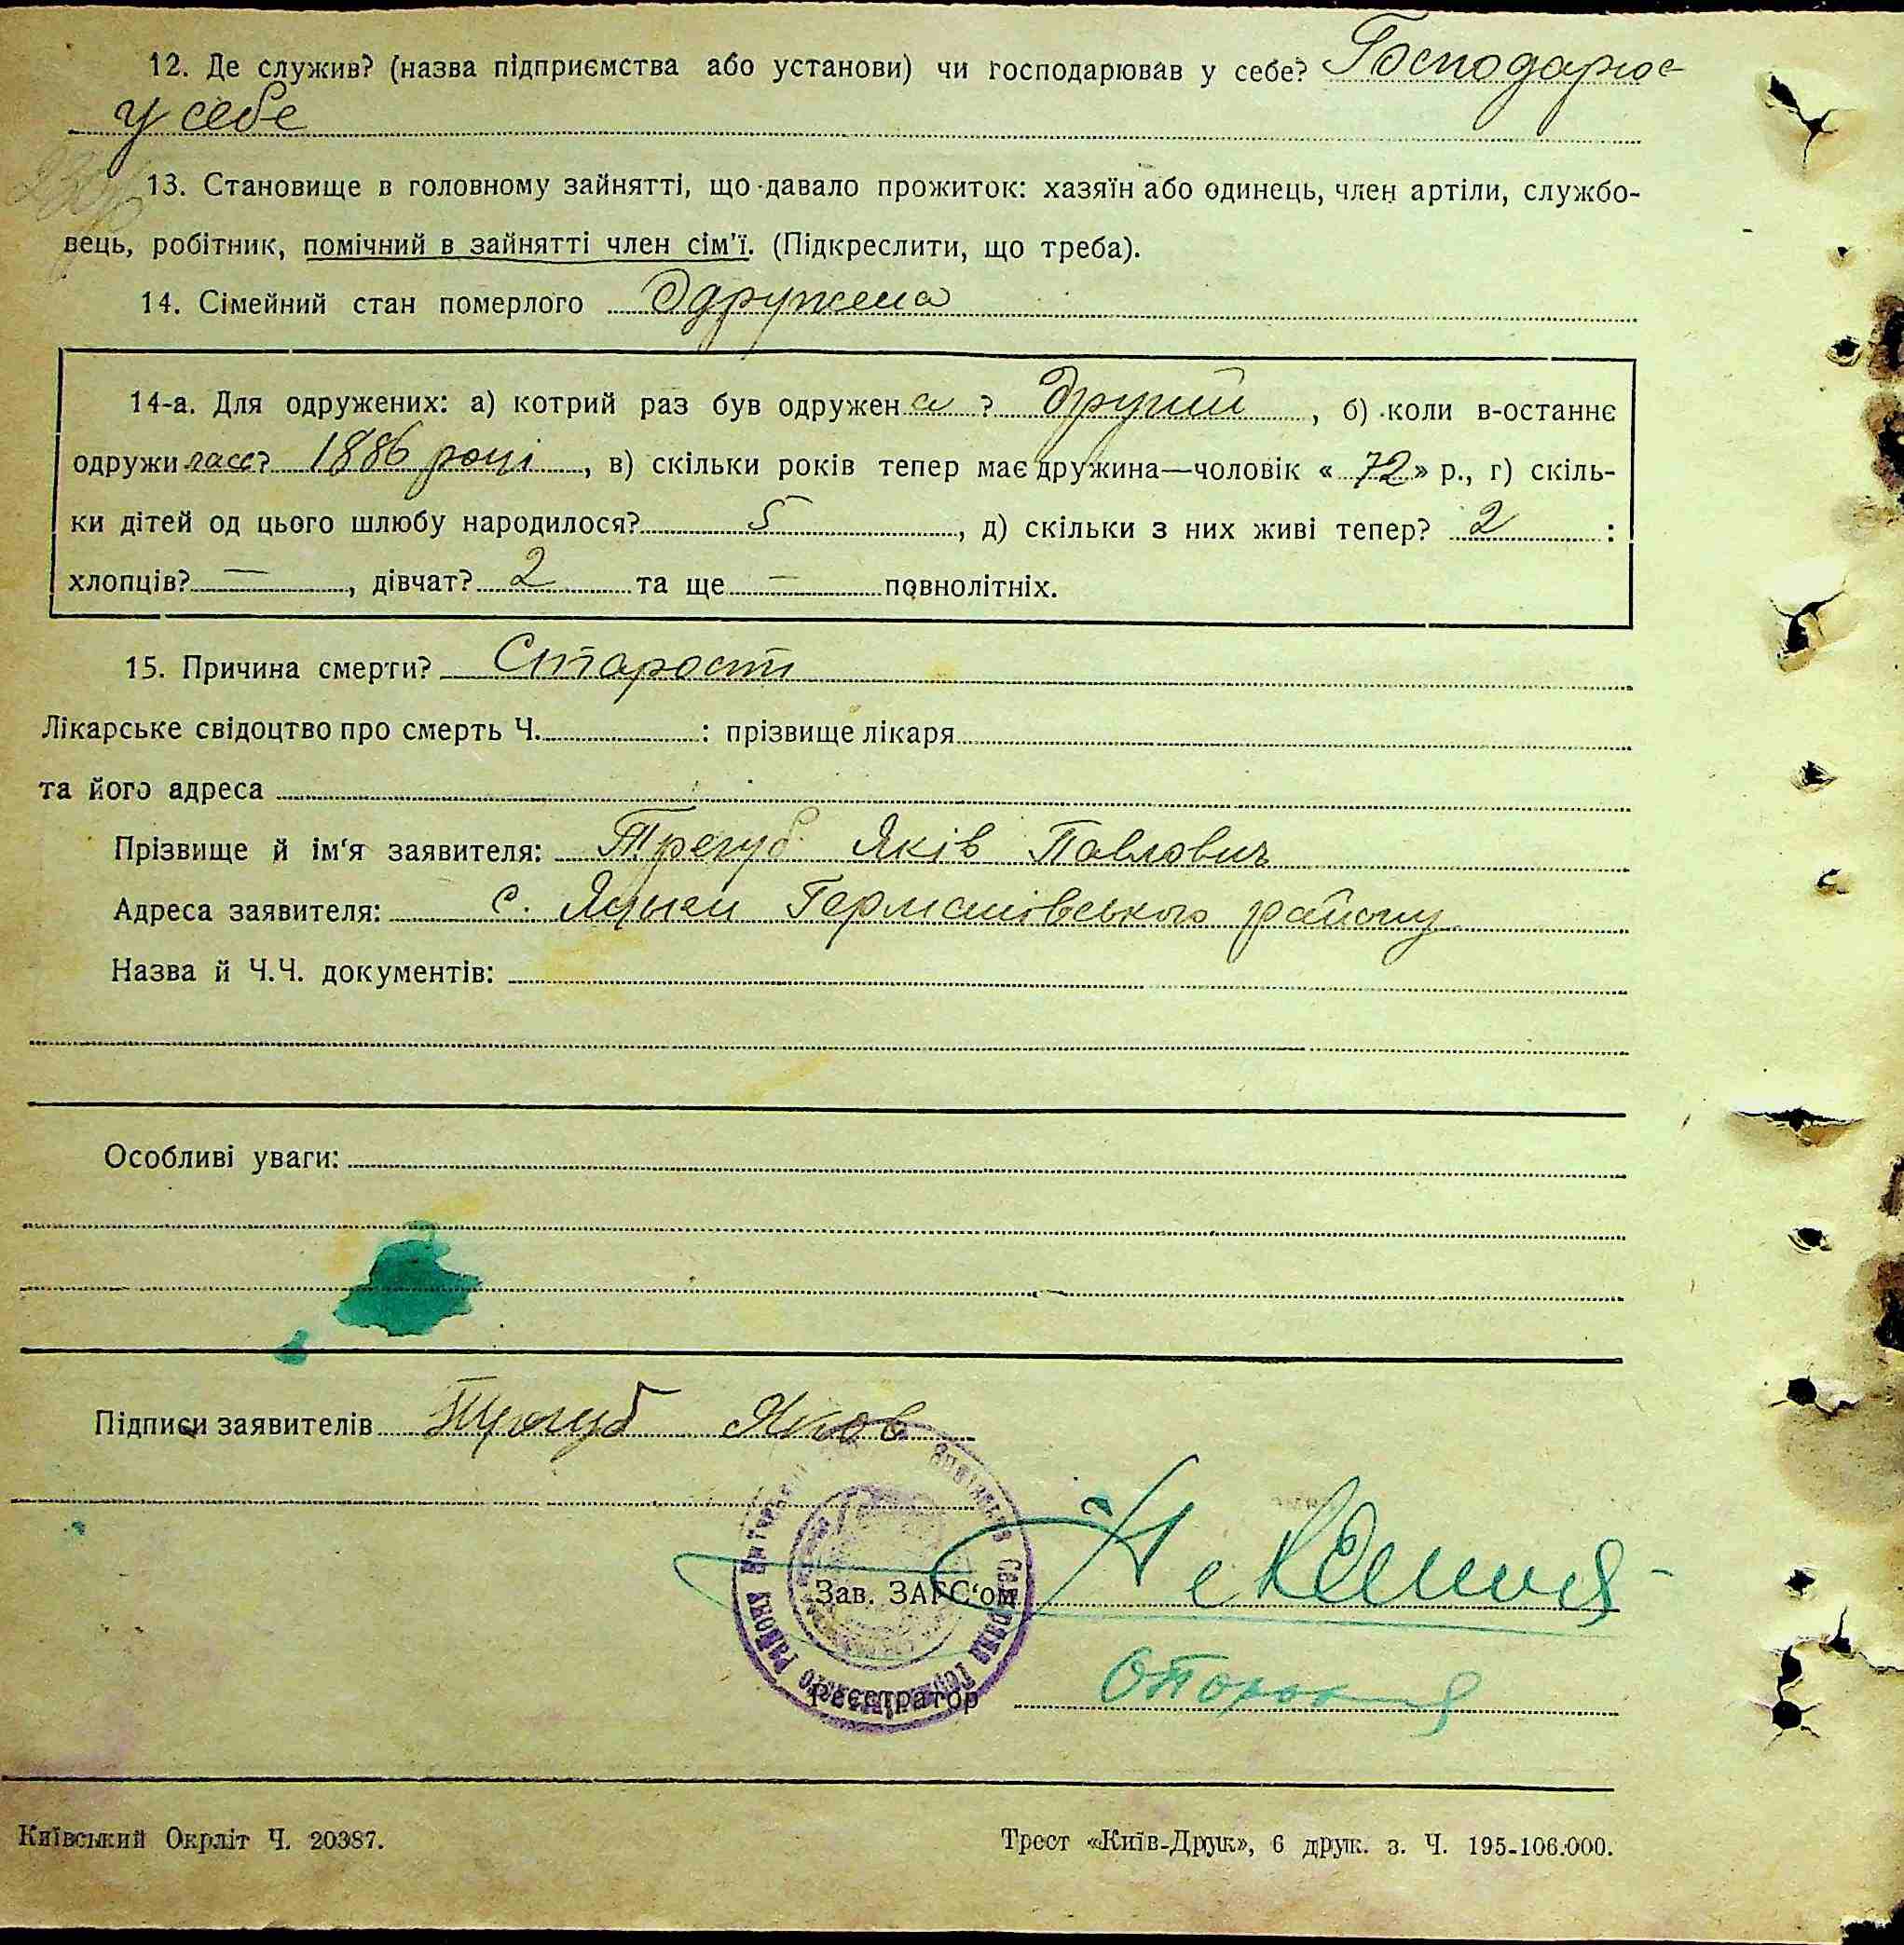 12. Де служив? (назва підприємства або установи) чи господарював у себе? Господарює
у себе
13. Становище в головному зайнятті, що давало прожиток: хазяїн або одинець, член артіли, службо-
вець, робітник, помічний в зайнятті член сім'ї. (Підкреслити, що треба).
14. Сімейний стан померлого Одружена
14-а. Для одружених: а) котрий раз був одружена ? другий , б) коли в-останнє
одружилася? 1886 році , в) скільки років тепер має дружина—чоловік « 72 » р., г) скіль-
ки дітей од цього шлюбу народилося? 5 , д) скільки з них живі тепер? 2 :
хлопців? — , дівчат? 2 та ще — повнолітніх.
15. Причина смерти? Старости
Лікарське свідоцтво про смерть Ч. : прізвище лікаря
та його адреса
Прізвище й ім'я заявителя: Трегуб Яків Павлович
Адреса заявителя: с. Яцьки Германівського району
Назва й Ч.Ч. документів:
Особливі уваги:
Підписи заявителів Трегуб Яков
Зав. ЗАГС'ом
Реєстратор
Київський Окрліт Ч. 20387.
Трест «Київ-Друк», 6 друк. з. Ч. 195-106.000.